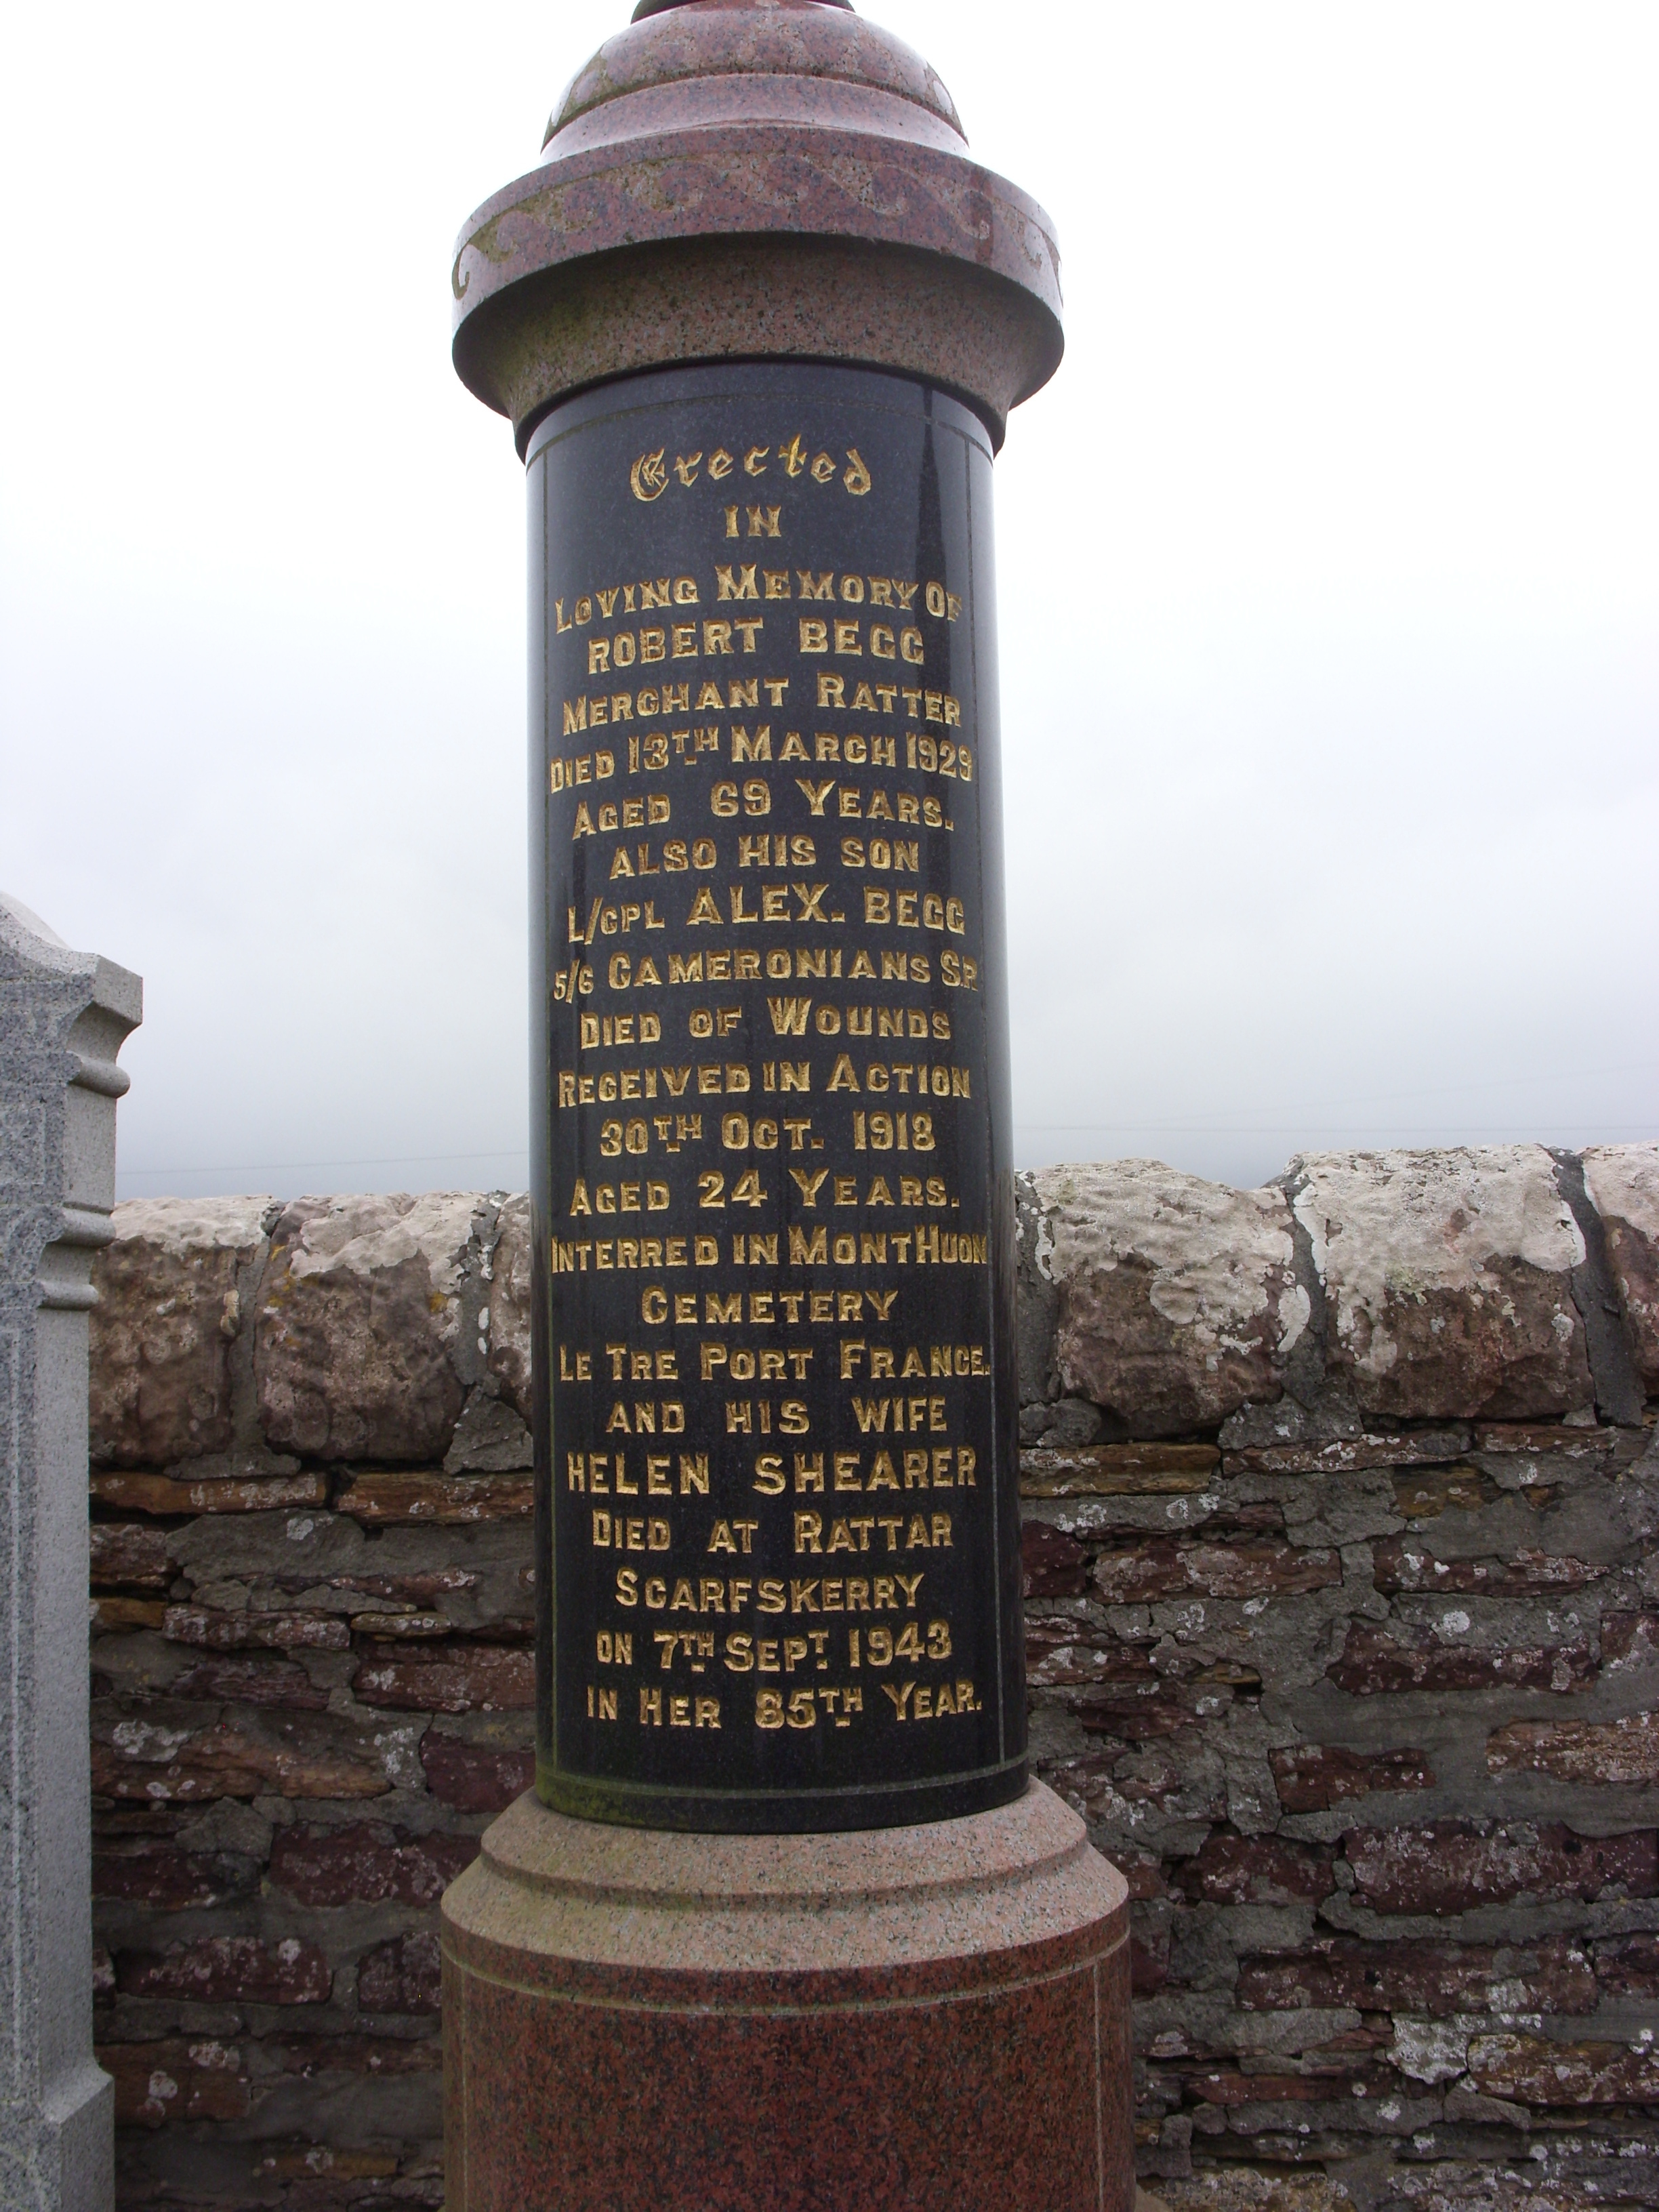 Erected
IN
LOVING MEMORY OF
ROBERT BEGG
MERCHANT RATTER
DIED 13TH MARCH 1929
AGED 69 YEARS.
ALSO HIS SON
L/CPL ALEX. BEGG
5/6 CAMERONIANS S.R.
DIED OF WOUNDS
RECEIVED IN ACTION
30TH OCT. 1918
AGED 24 YEARS.
INTERRED IN MONTHUON
CEMETERY
LE TRE PORT FRANCE.
AND HIS WIFE
HELEN SHEARER
DIED AT RATTAR
SCARFSKERRY
ON 7TH SEPT. 1943
IN HER 85TH YEAR.